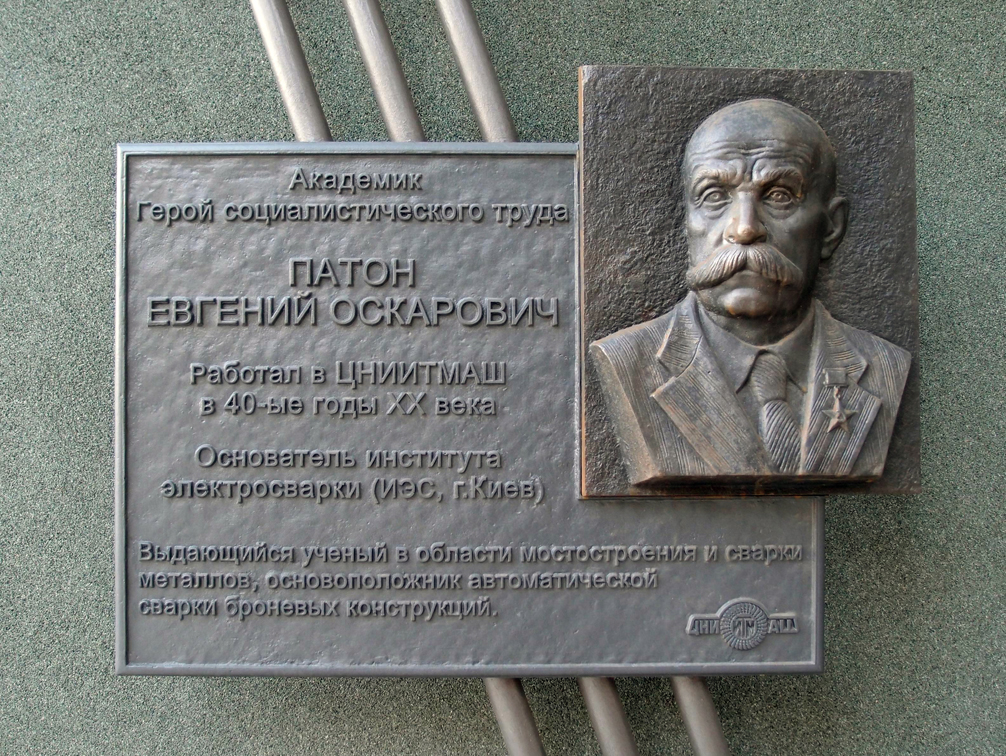 Академик
Герой социалистического труда
ПАТОН
ЕВГЕНИЙ ОСКАРОВИЧ
Работал в ЦНИИТМАШ
в 40-ые годы XX века
Основатель института
электросварки (ИЭС, г.Киев)
Выдающийся ученый в области мостостроения и сварки
металлов, основоположник автоматической
сварки броневых конструкций.
ЦНИИТМАШ